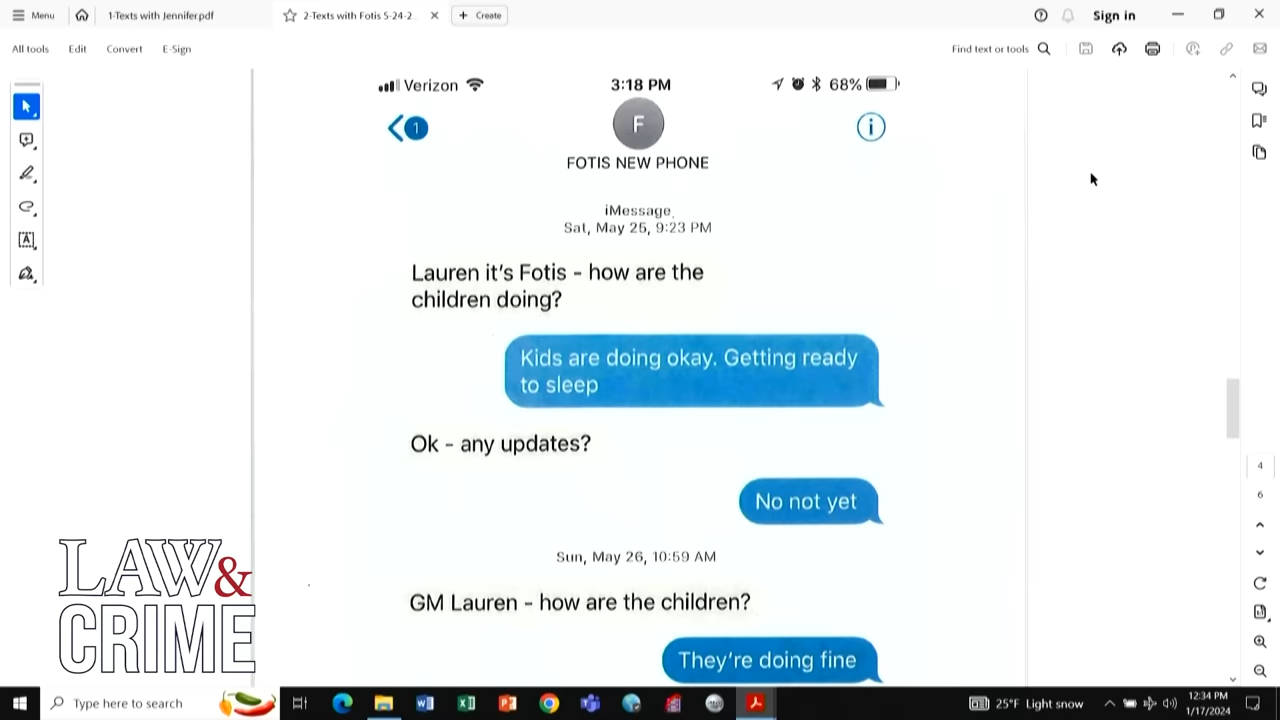 Menu
1-Texts with Jennifer.pdf
2-Texts with Fotis 5-24-2
Create
Sign in
All tools
Edit
Convert
E-Sign
Find text or tools
Verizon
3:18 PM
68%
1
F
i
FOTIS NEW PHONE
iMessage
Sat, May 25, 9:23 PM
Lauren it's Fotis - how are the
children doing?
Kids are doing okay. Getting ready
to sleep
Ok - any updates?
No not yet
Sun, May 26, 10:59 AM
GM Lauren - how are the children?
They're doing fine
4
6
LAW&
CRIME
Type here to search
25°F Light snow
12:34 PM
1/17/2024